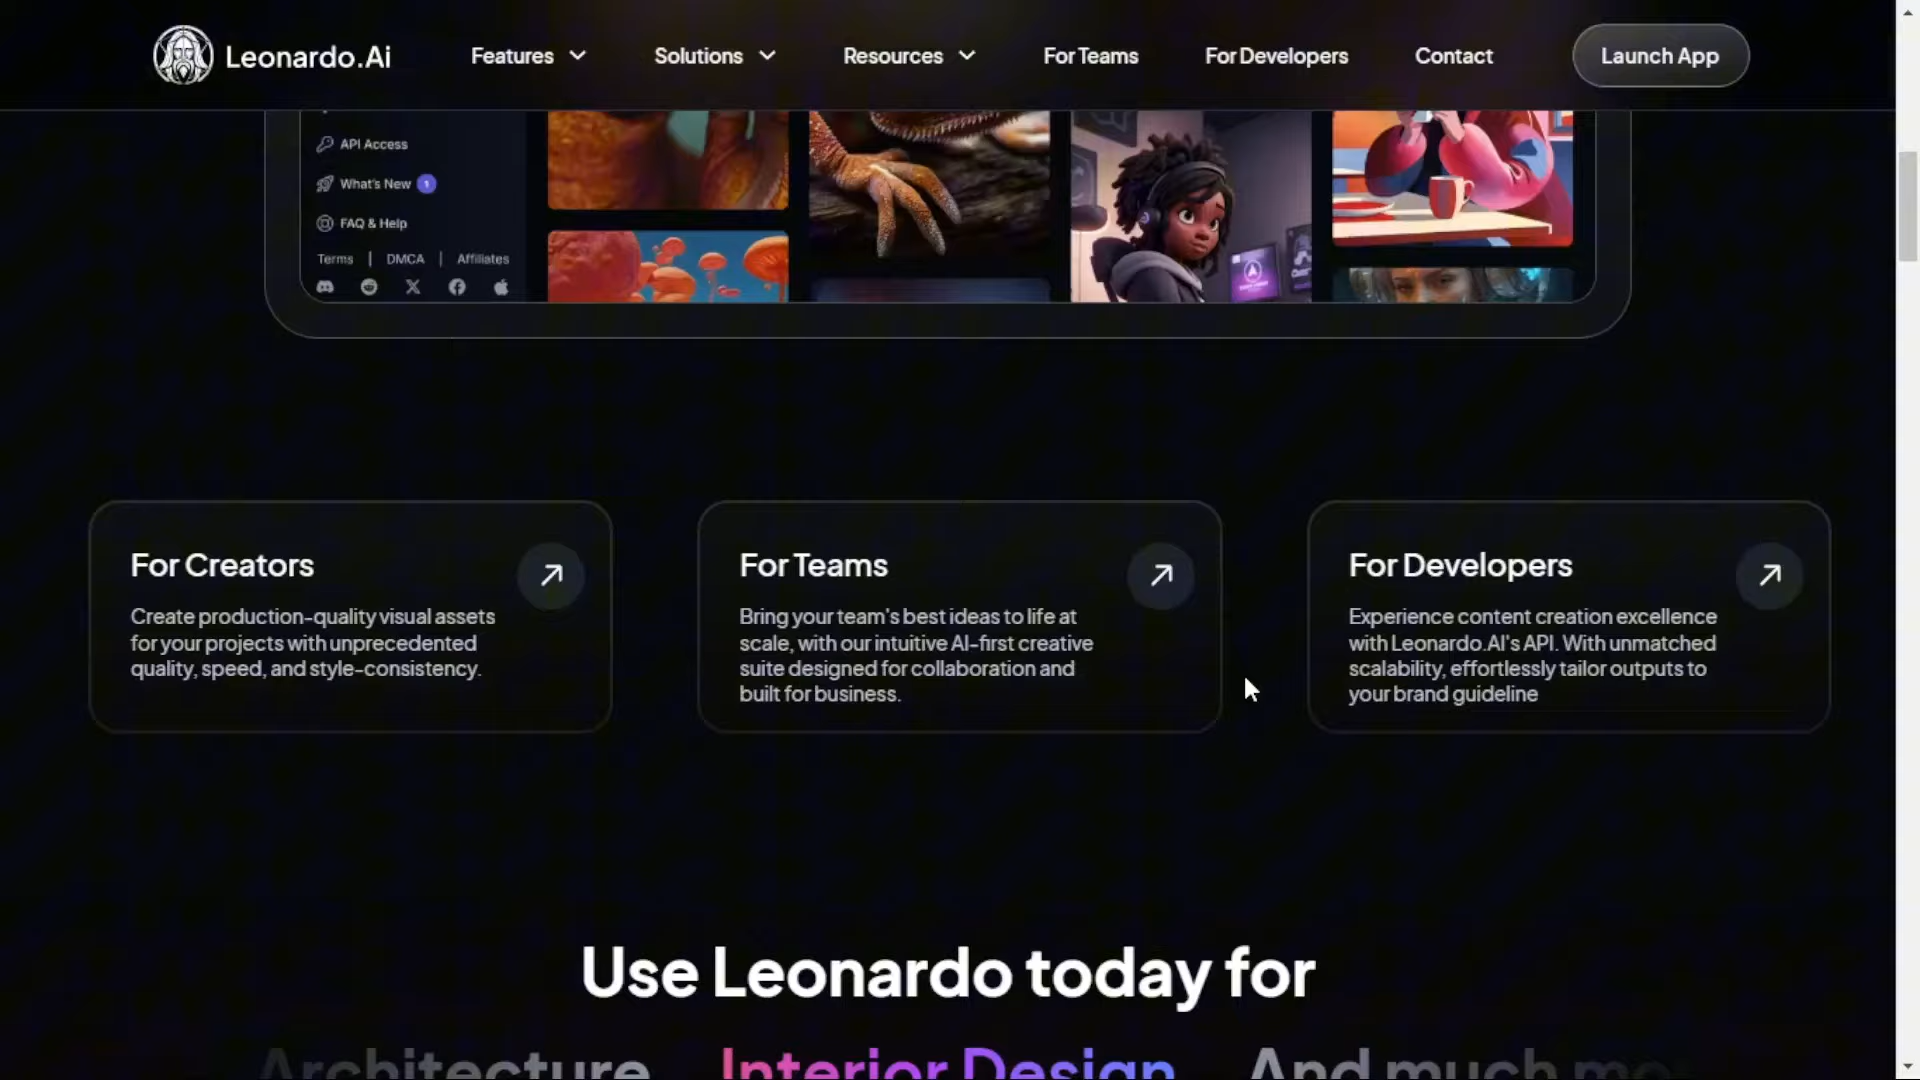 Leonardo.Ai Features Solutions Resources For Teams For Developers Contact Launch App
API Access
What's New 1
FAQ & Help
Terms | DMCA | Affiliates
For Creators
Create production-quality visual assets
for your projects with unprecedented
quality, speed, and style-consistency.
For Teams
Bring your team's best ideas to life at
scale, with our intuitive AI-first creative
suite designed for collaboration and
built for business.
For Developers
Experience content creation excellence
with Leonardo.AI's API. With unmatched
scalability, effortlessly tailor outputs to
your brand guideline
Use Leonardo today for
Architecture Interior Design And much